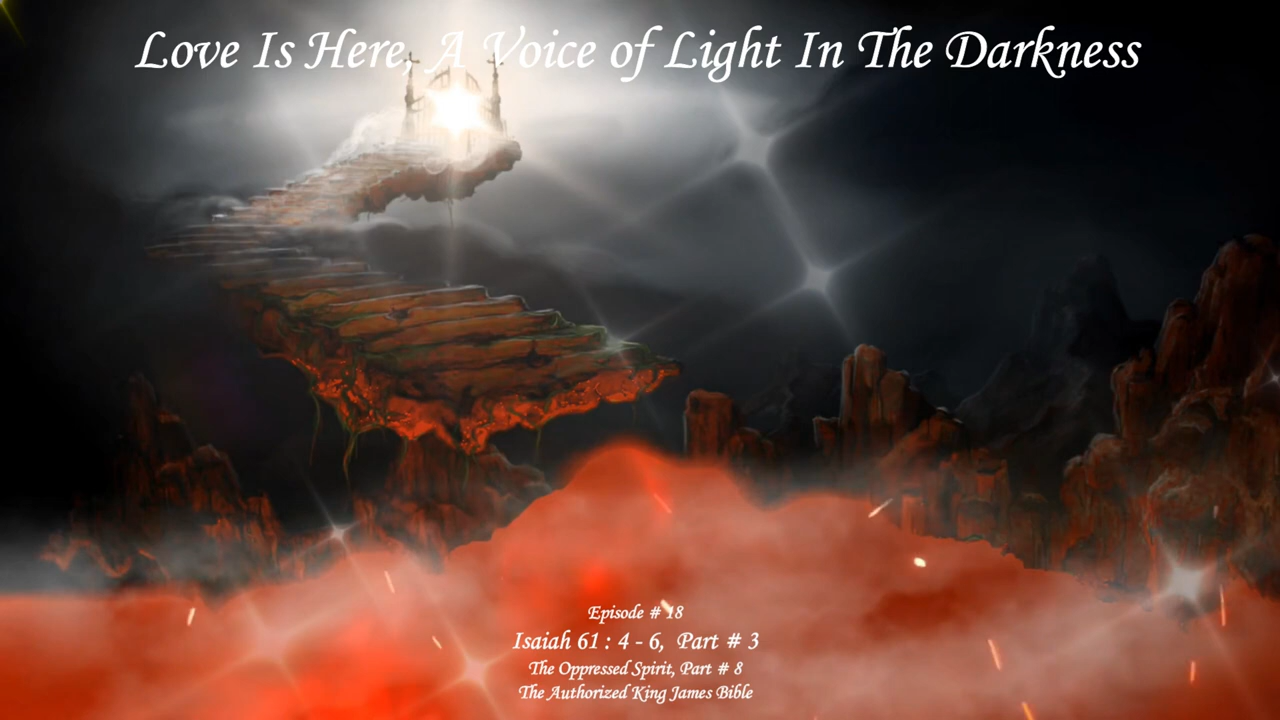 Love Is Here, A Voice of Light In The Darkness
Episode # 18
Isaiah 61 : 4 - 6, Part # 3
The Oppressed Spirit, Part # 8
The Authorized King James Bible